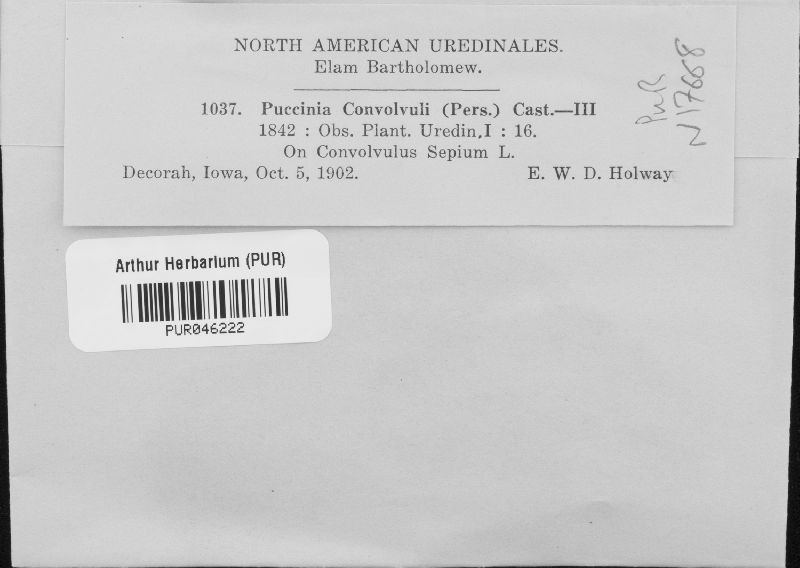 NORTH AMERICAN UREDINALES.
Elam Bartholomew.
1037. Puccinia Convolvuli (Pers.) Cast.—III
1842 : Obs. Plant. Uredin. I : 16.
On Convolvulus Sepium L.
Decorah, Iowa, Oct. 5, 1902. E. W. D. Holway
PUR
N17668
Arthur Herbarium (PUR)
PUR046222